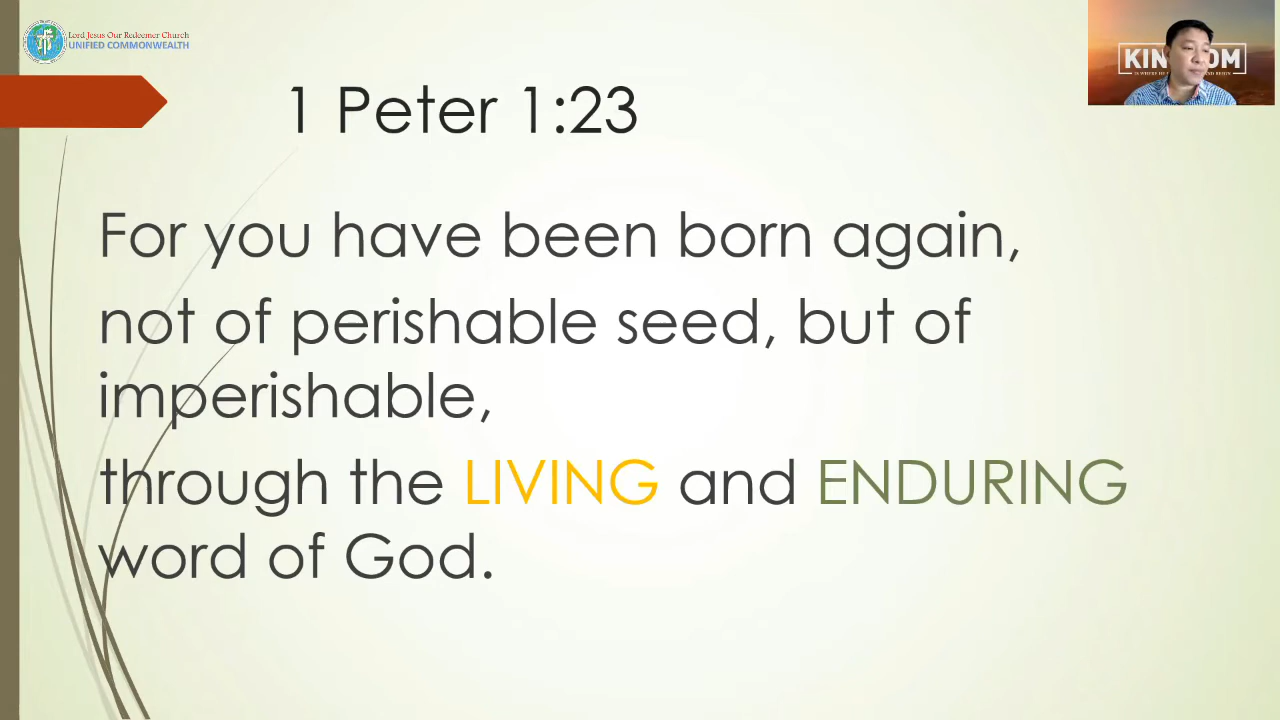 Lord Jesus Our Redeemer Church
UNIFIED COMMONWEALTH
1 Peter 1:23
For you have been born again,
not of perishable seed, but of
imperishable,
through the LIVING and ENDURING
word of God.